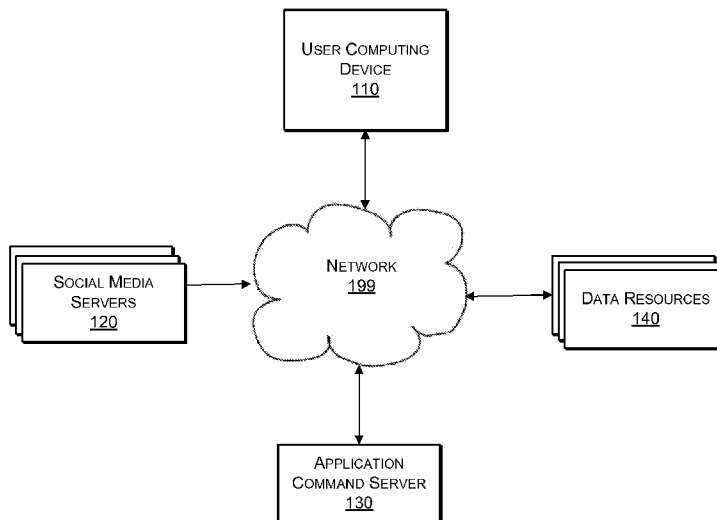 USER COMPUTING
DEVICE
110
SOCIAL MEDIA
SERVERS
120
NETWORK
199
DATA RESOURCES
140
APPLICATION
COMMAND SERVER
130